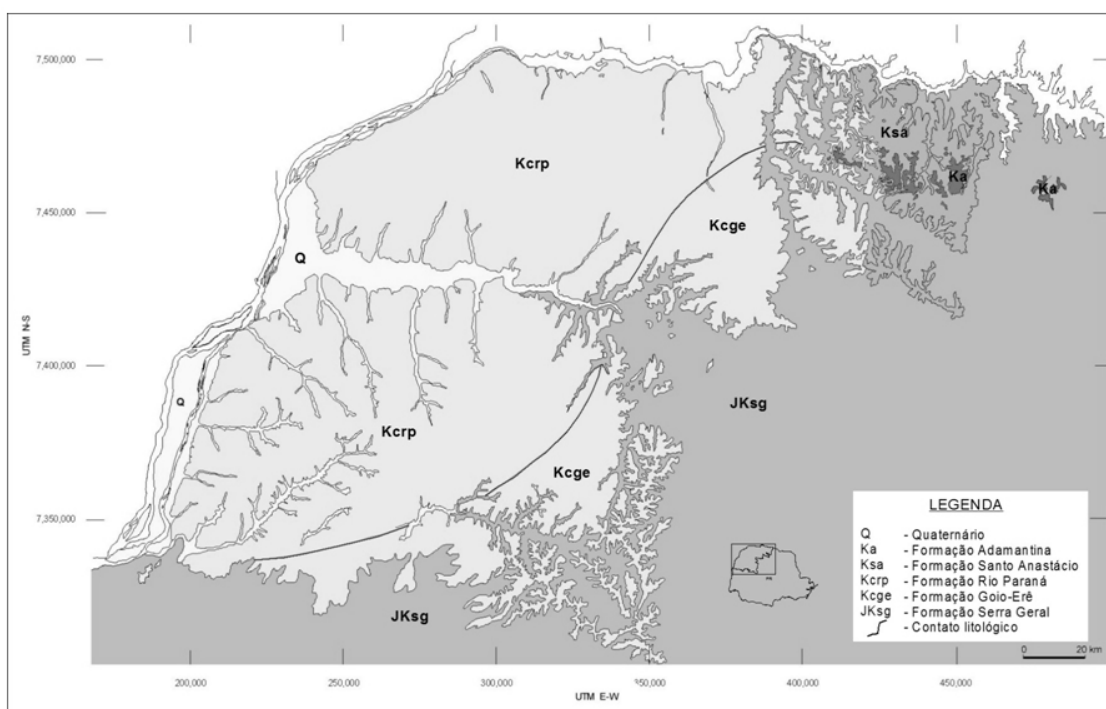 7,500,000
7,450,000
7,400,000
7,350,000
UTM N-S
Kcrp
Ksa
Ka
Ka
Kcge
Q
Q
JKsg
Kcrp
Kcge
JKsg
LEGENDA
Q - Quaternário
Ka - Formação Adamantina
Ksa - Formação Santo Anastácio
Kcrp - Formação Rio Paraná
Kcge - Formação Goio-Erê
JKsg - Formação Serra Geral
- Contato litológico
0 20 km
200,000
250,000
300,000
350,000
400,000
450,000
UTM E-W